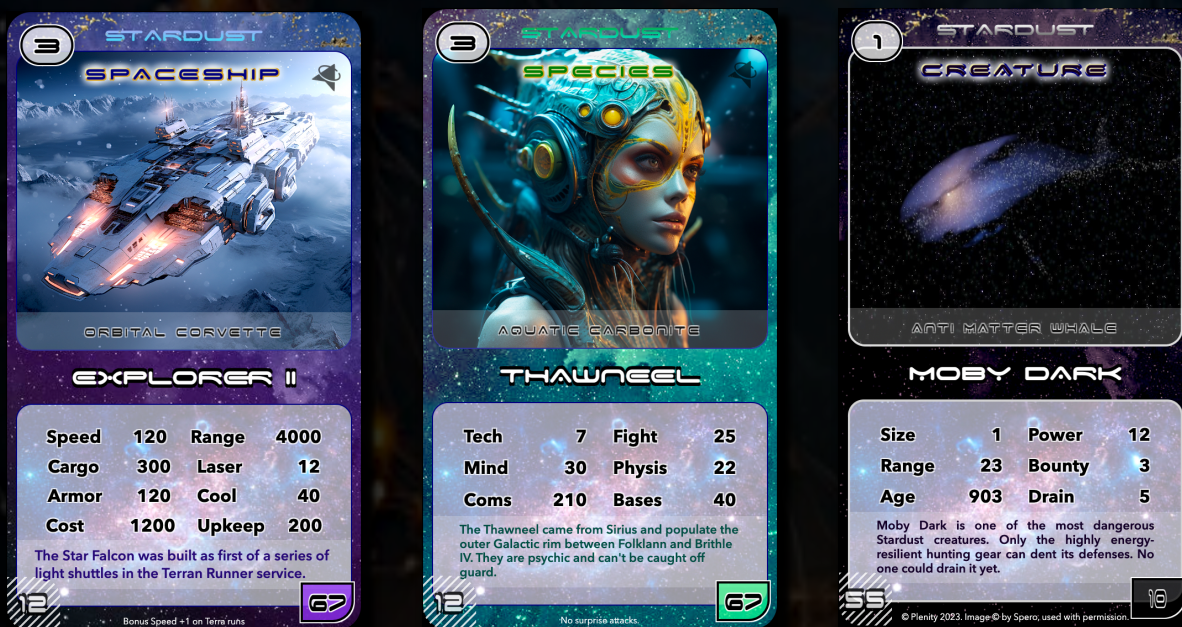 3
STARDUST
SPACESHIP
ORBITAL CORVETTE
EXPLORER II
Speed 120 Range 4000
Cargo 300 Laser 12
Armor 120 Cool 40
Cost 1200 Upkeep 200
The Star Falcon was built as first of a series of
light shuttles in the Terran Runner service.
12
67
Bonus Speed +1 on Terra runs
3
STARDUST
SPECIES
AQUATIC CARBONITE
THAWNEEL
Tech 7 Fight 25
Mind 30 Physis 22
Coms 210 Bases 40
The Thawneel came from Sirius and populate the
outer Galactic rim between Folklann and Brithle
IV. They are psychic and can't be caught off
guard.
12
67
No surprise attacks.
1
STARDUST
CREATURE
ANTI MATTER WHALE
MOBY DARK
Size 1 Power 12
Range 23 Bounty 3
Age 903 Drain 5
Moby Dark is one of the most dangerous
Stardust creatures. Only the highly energy-
resilient hunting gear can dent its defenses. No
one could drain it yet.
55
10
© Plenity 2023. Image © by Spero; used with permission.